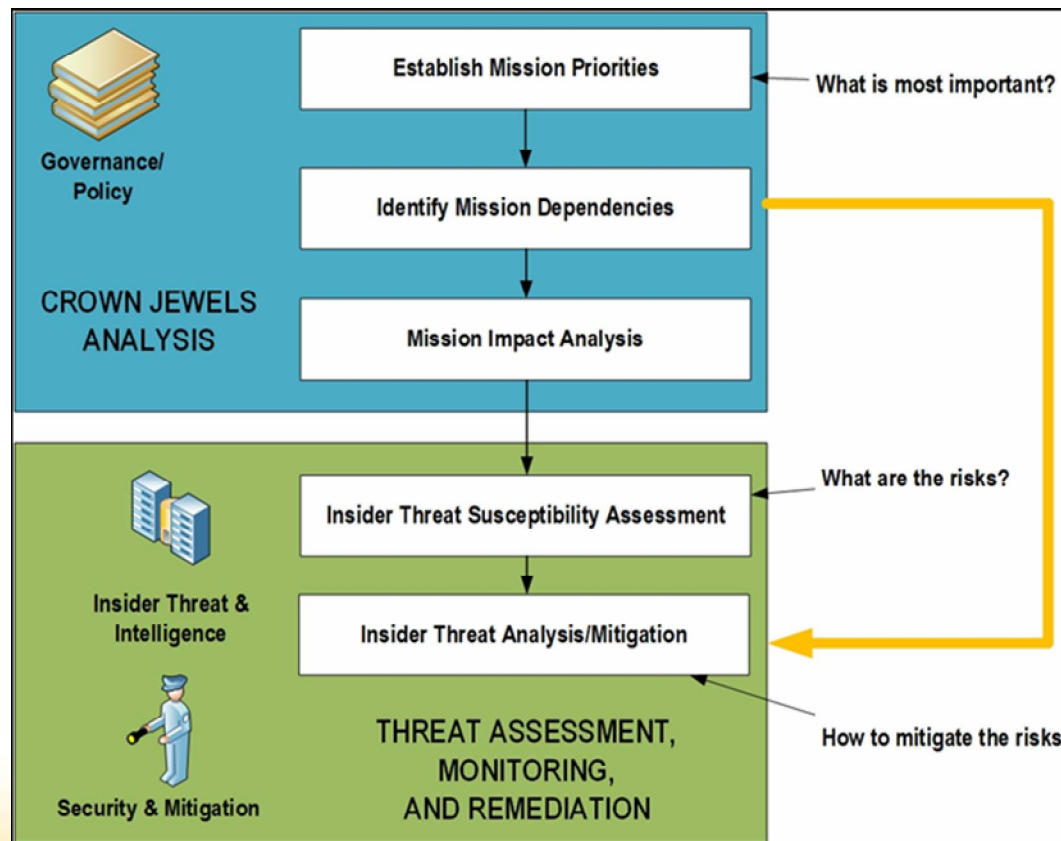 Establish Mission Priorities
What is most important?
Governance/
Policy
Identify Mission Dependencies
CROWN JEWELS
ANALYSIS
Mission Impact Analysis
What are the risks?
Insider Threat Susceptibility Assessment
Insider Threat &
Intelligence
Insider Threat Analysis/Mitigation
How to mitigate the risks
Security & Mitigation
THREAT ASSESSMENT,
MONITORING,
AND REMEDIATION